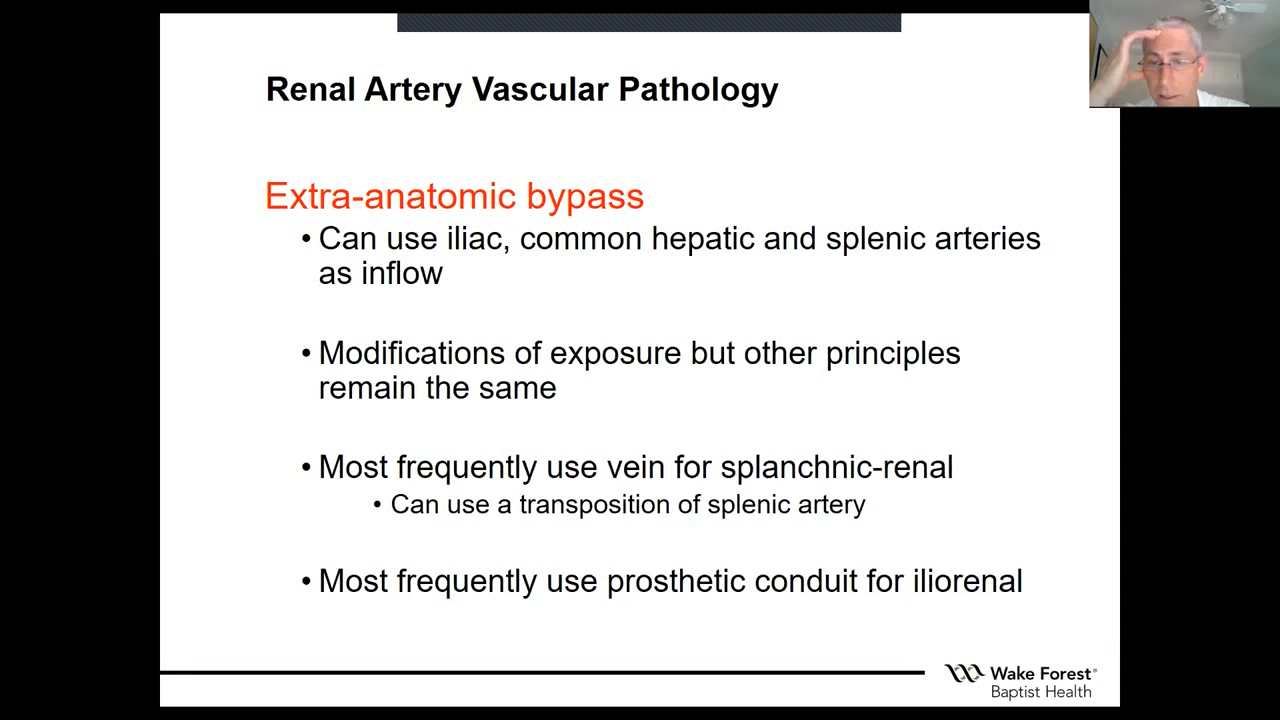 Renal Artery Vascular Pathology
Extra-anatomic bypass
• Can use iliac, common hepatic and splenic arteries
as inflow
• Modifications of exposure but other principles
remain the same
• Most frequently use vein for splanchnic-renal
• Can use a transposition of splenic artery
• Most frequently use prosthetic conduit for iliorenal
Wake Forest®
Baptist Health